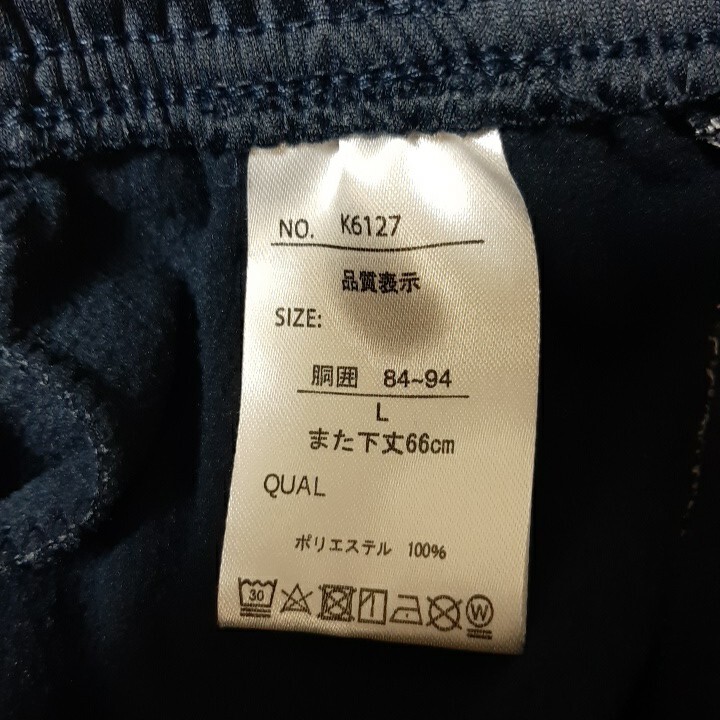 NO. K6127
品質表示
SIZE:
胴囲 84~94
L
また下丈66cm
QUAL
ポリエステル 100%
30
W